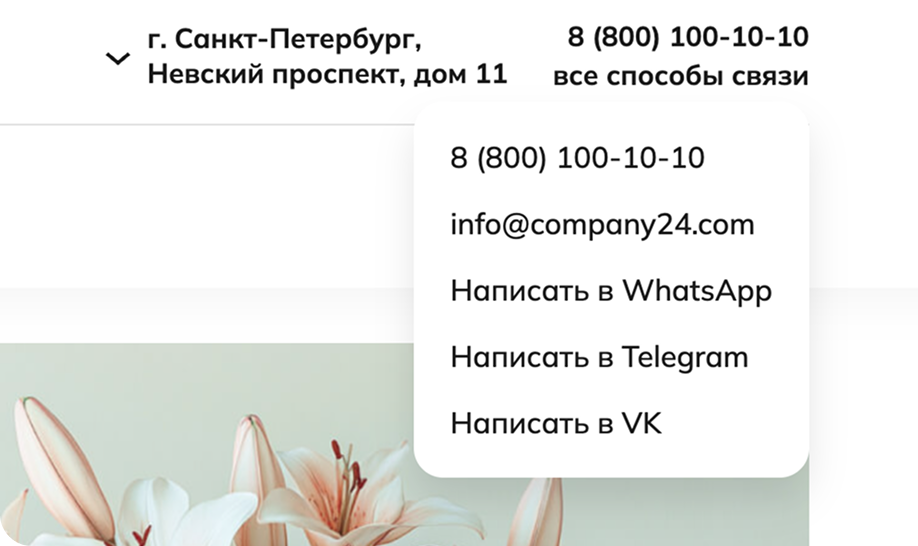 г. Санкт-Петербург,
Невский проспект, дом 11
8 (800) 100-10-10
все способы связи
8 (800) 100-10-10
info@company24.com
Написать в WhatsApp
Написать в Telegram
Написать в VK